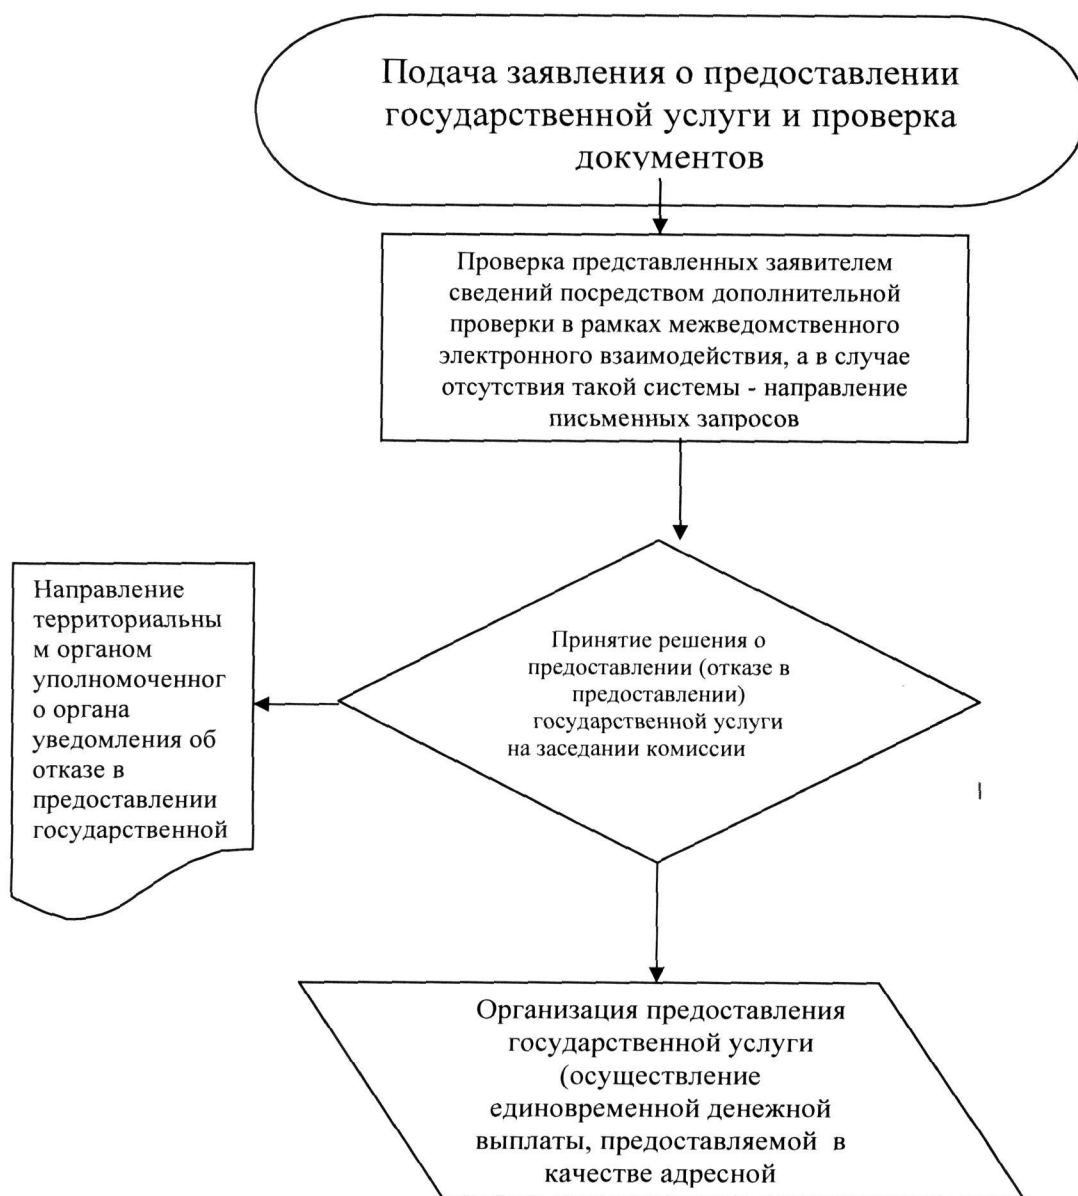 Подача заявления о предоставлении
государственной услуги и проверка
документов
Проверка представленных заявителем
сведений посредством дополнительной
проверки в рамках межведомственного
электронного взаимодействия, а в случае
отсутствия такой системы - направление
письменных запросов
Направление
территориальны
м органом
уполномоченног
о органа
уведомления об
отказе в
предоставлении
государственной
Принятие решения о
предоставлении (отказе в
предоставлении)
государственной услуги
на заседании комиссии
Организация предоставления
государственной услуги
(осуществление
единовременной денежной
выплаты, предоставляемой в
качестве адресной